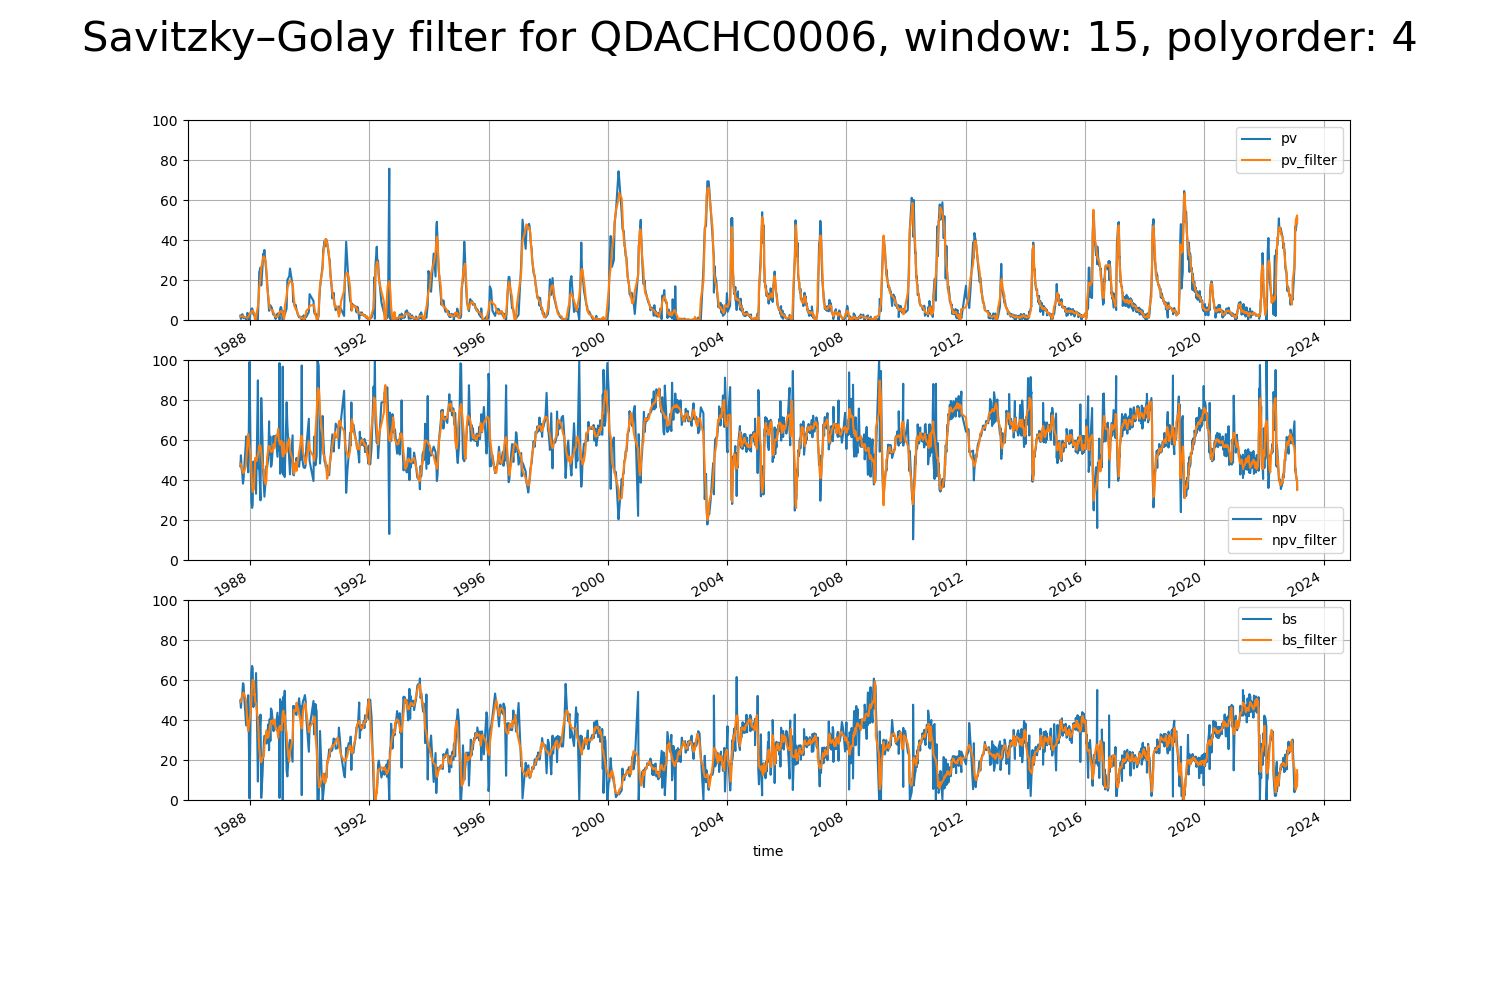 Savitzky–Golay filter for QDACHC0006, window: 15, polyorder: 4
100
80
60
40
20
0
pv
pv_filter
1988 1992 1996 2000 2004 2008 2012 2016 2020 2024
100
80
60
40
20
0
npv
npv_filter
1988 1992 1996 2000 2004 2008 2012 2016 2020 2024
100
80
60
40
20
0
bs
bs_filter
1988 1992 1996 2000 2004 2008 2012 2016 2020 2024
time